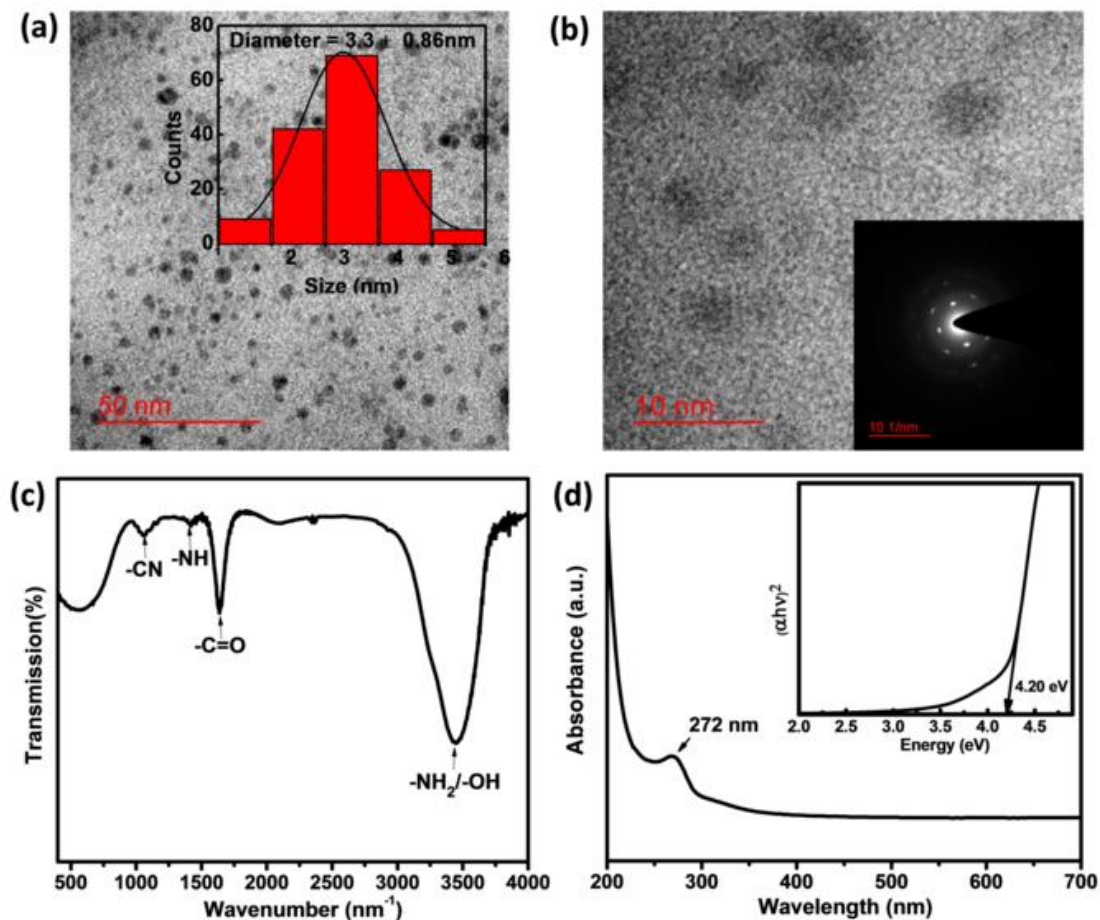 (a)
Diameter = 3.3 ± 0.86nm
80
60
40
20
0
Counts
2 3 4 5 6
Size (nm)
50 nm
(b)
10 nm
10 1/nm
(c)
-CN
-NH
-C=O
-NH₂/-OH
Transmission(%)
500 1000 1500 2000 2500 3000 3500 4000
Wavenumber (nm⁻¹)
(d)
272 nm
Absorbance (a.u.)
200 300 400 500 600 700
Wavelength (nm)
(αhν)²
4.20 eV
2.0 2.5 3.0 3.5 4.0 4.5
Energy (eV)